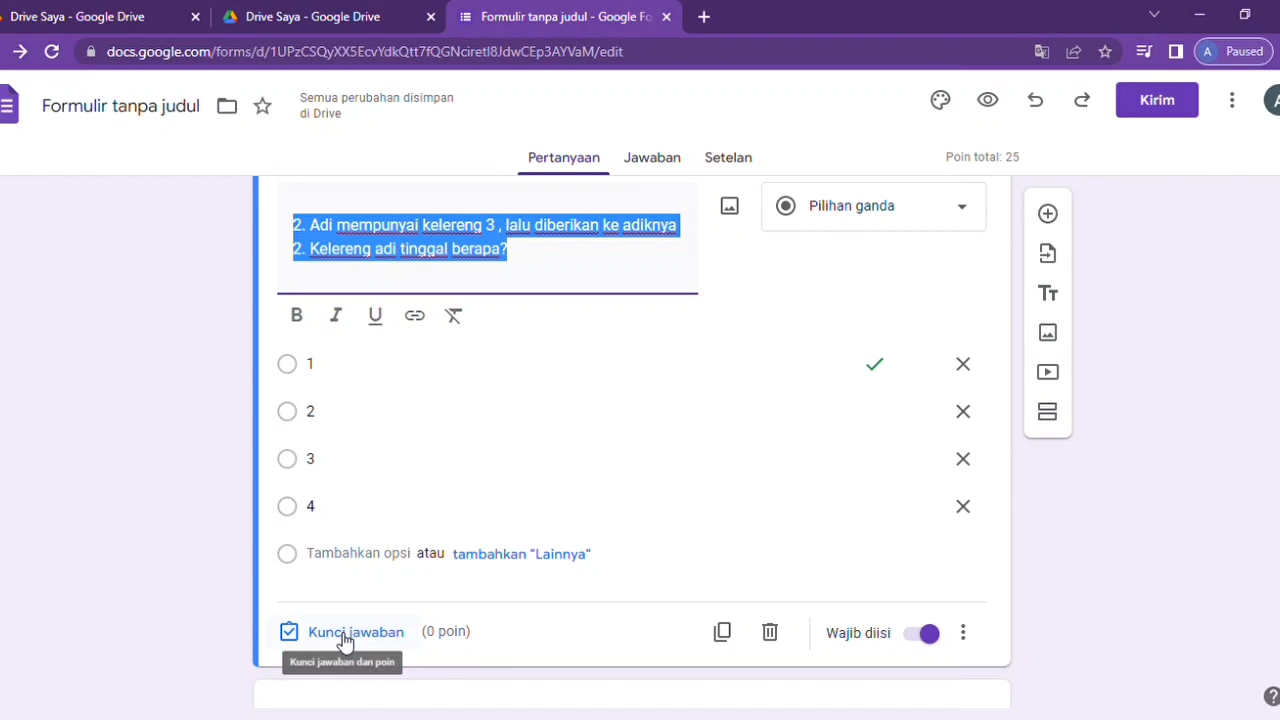 Drive Saya - Google Drive
Drive Saya - Google Drive
Formulir tanpa judul - Google Fo
docs.google.com/forms/d/1UPzCSQyXX5EcvYdkQtt7fQGNciretI8JdwCEp3AYVaM/edit
A Paused
Formulir tanpa judul
Semua perubahan disimpan
di Drive
Kirim
Pertanyaan Jawaban Setelan
Poin total: 25
2. Adi mempunyai kelereng 3 , lalu diberikan ke adiknya
2. Kelereng adi tinggal berapa?
Pilihan ganda
B I U
Tт
1
2
3
4
Tambahkan opsi atau tambahkan "Lainnya"
Kunci jawaban (0 poin)
Wajib diisi
Kunci jawaban dan poin